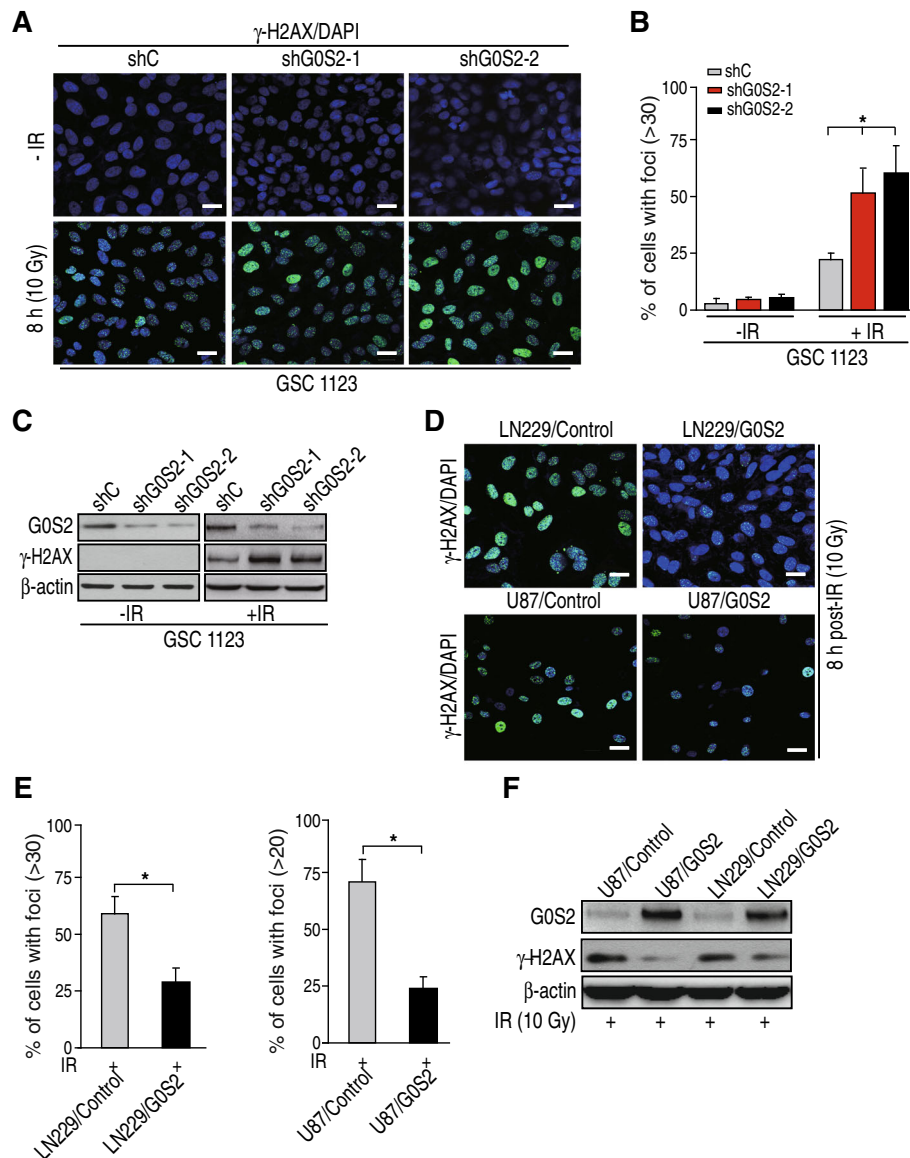 A
γ-H2AX/DAPI
shC shG0S2-1 shG0S2-2
- IR
8 h (10 Gy)
GSC 1123
B
shC
shG0S2-1
shG0S2-2
% of cells with foci (>30)
100
75
50
25
0
*
-IR + IR
GSC 1123
C
shC shG0S2-1 shG0S2-2 shC shG0S2-1 shG0S2-2
G0S2
γ-H2AX
β-actin
-IR +IR
GSC 1123
D
LN229/Control LN229/G0S2
γ-H2AX/DAPI
U87/Control U87/G0S2
γ-H2AX/DAPI
8 h post-IR (10 Gy)
E
% of cells with foci (>30)
100
75
50
25
0
*
IR + +
LN229/Control LN229/G0S2
% of cells with foci (>20)
100
75
50
25
0
*
IR + +
U87/Control U87/G0S2
F
U87/Control U87/G0S2 LN229/Control LN229/G0S2
G0S2
γ-H2AX
β-actin
IR (10 Gy) + + + +